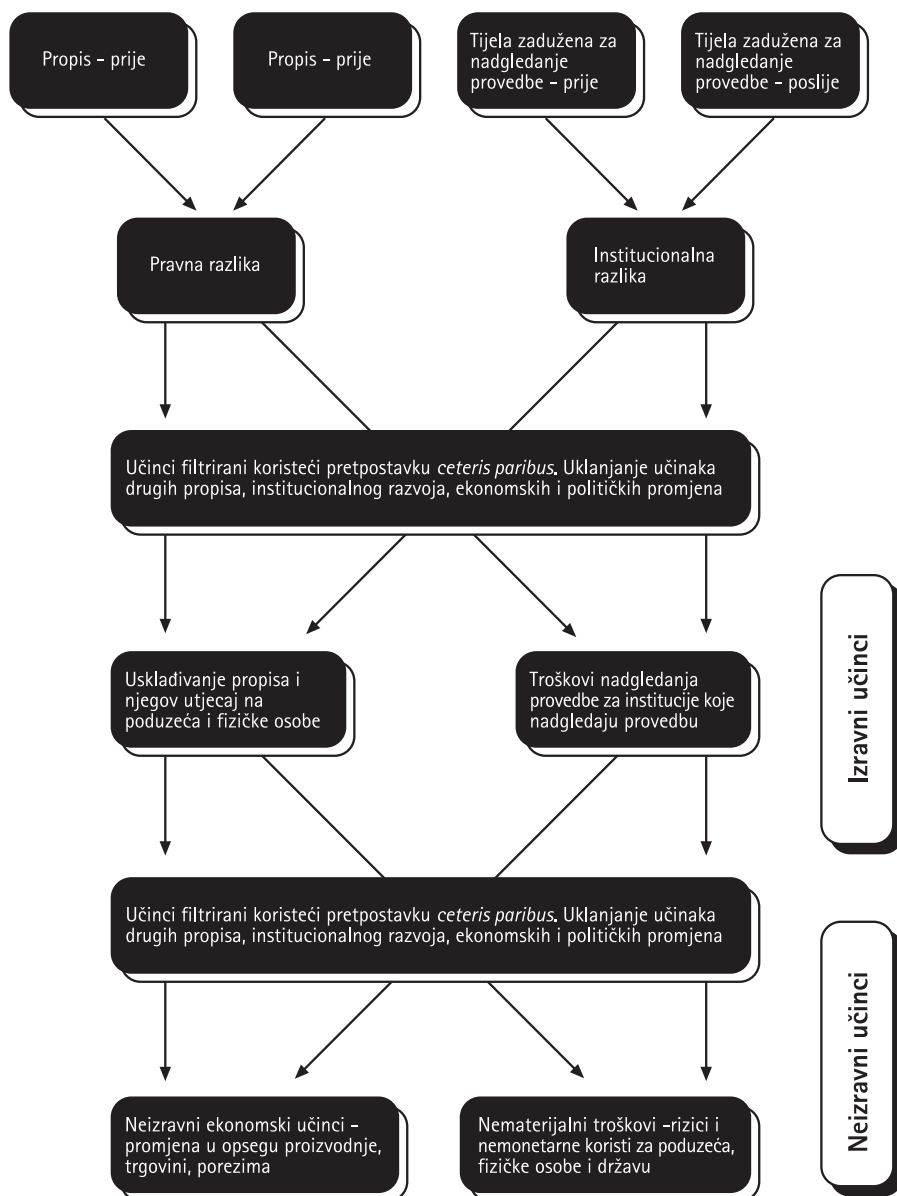 Propis - prije
Propis - prije
Tijela zadužena za
nadgledanje
provedbe - prije
Tijela zadužena za
nadgledanje
provedbe - poslije
Pravna razlika
Institucionalna
razlika
Učinci filtrirani koristeći pretpostavku ceteris paribus. Uklanjanje učinaka
drugih propisa, institucionalnog razvoja, ekonomskih i političkih promjena
Usklađivanje propisa i
njegov utjecaj na
poduzeća i fizičke osobe
Troškovi nadgledanja
provedbe za institucije koje
nadgledaju provedbu
Izravni učinci
Učinci filtrirani koristeći pretpostavku ceteris paribus. Uklanjanje učinaka
drugih propisa, institucionalnog razvoja, ekonomskih i političkih promjena
Neizravni ekonomski učinci -
promjena u opsegu proizvodnje,
trgovini, porezima
Nematerijalni troškovi -rizici i
nemonetarne koristi za poduzeća,
fizičke osobe i državu
Neizravni učinci